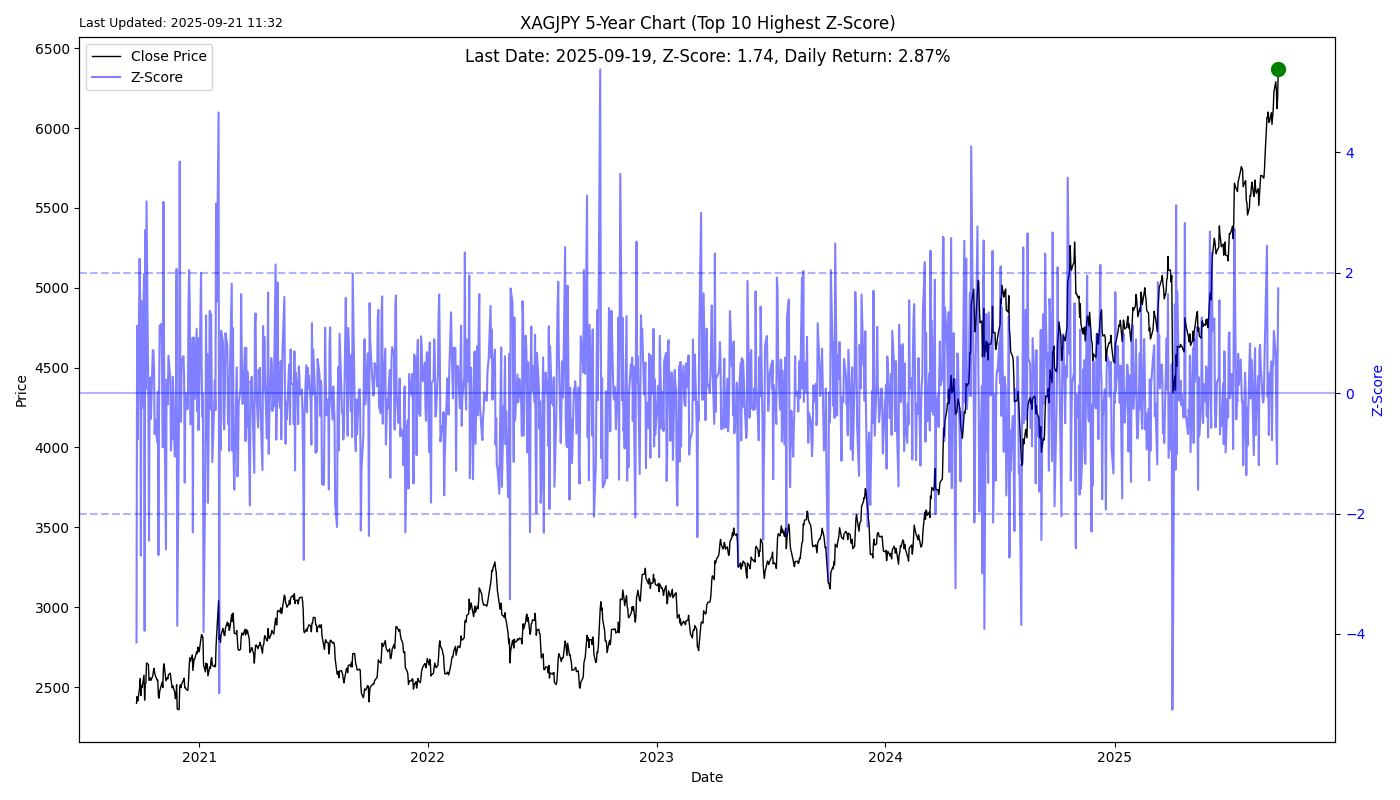 Last Updated: 2025-09-21 11:32
XAGJPY 5-Year Chart (Top 10 Highest Z-Score)
Last Date: 2025-09-19, Z-Score: 1.74, Daily Return: 2.87%
Close Price
Z-Score
6500
6000
5500
5000
4500
4000
3500
3000
2500
Price
4
2
0
−2
−4
Z-Score
2021
2022
2023
2024
2025
Date